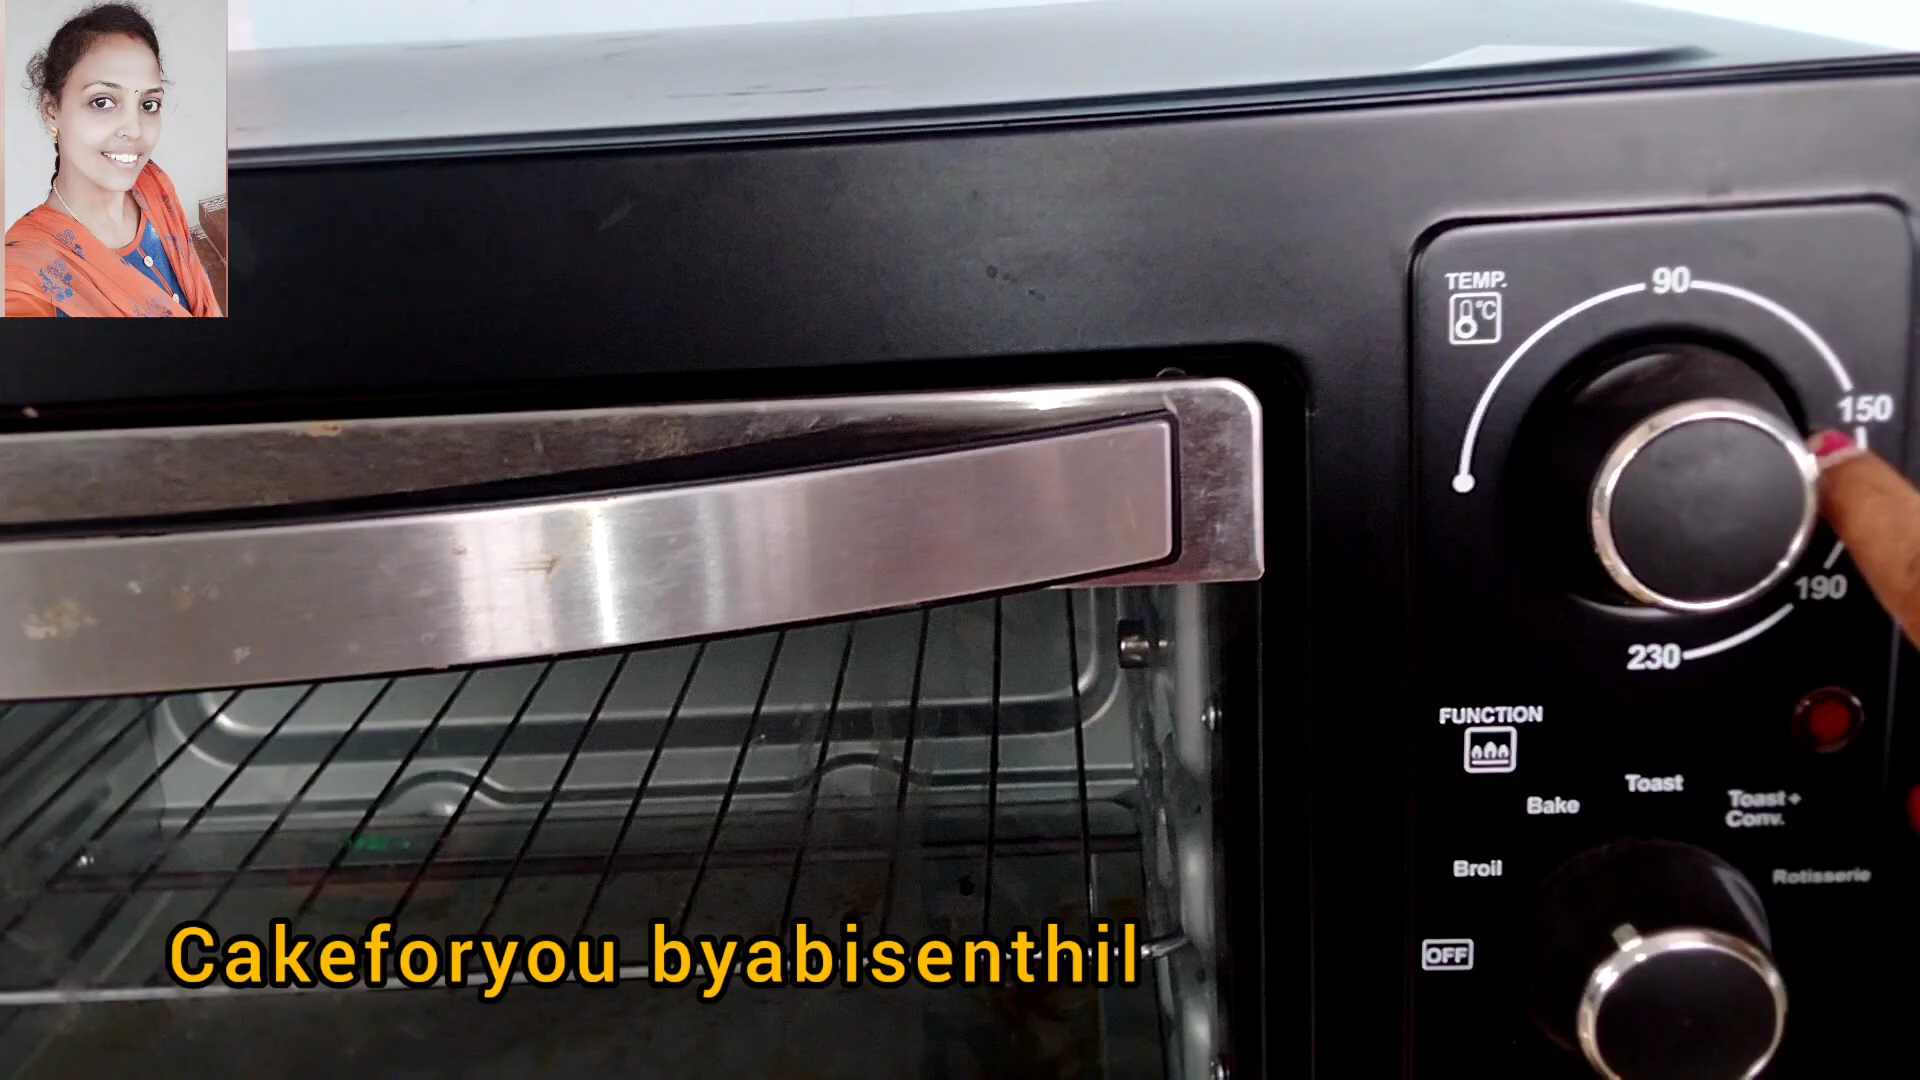 TEMP.
°C
90
150
190
230
FUNCTION
Toast
Bake
Toast+
Conv.
Broil
Rotisserie
OFF
Cakeforyou byabisenthil